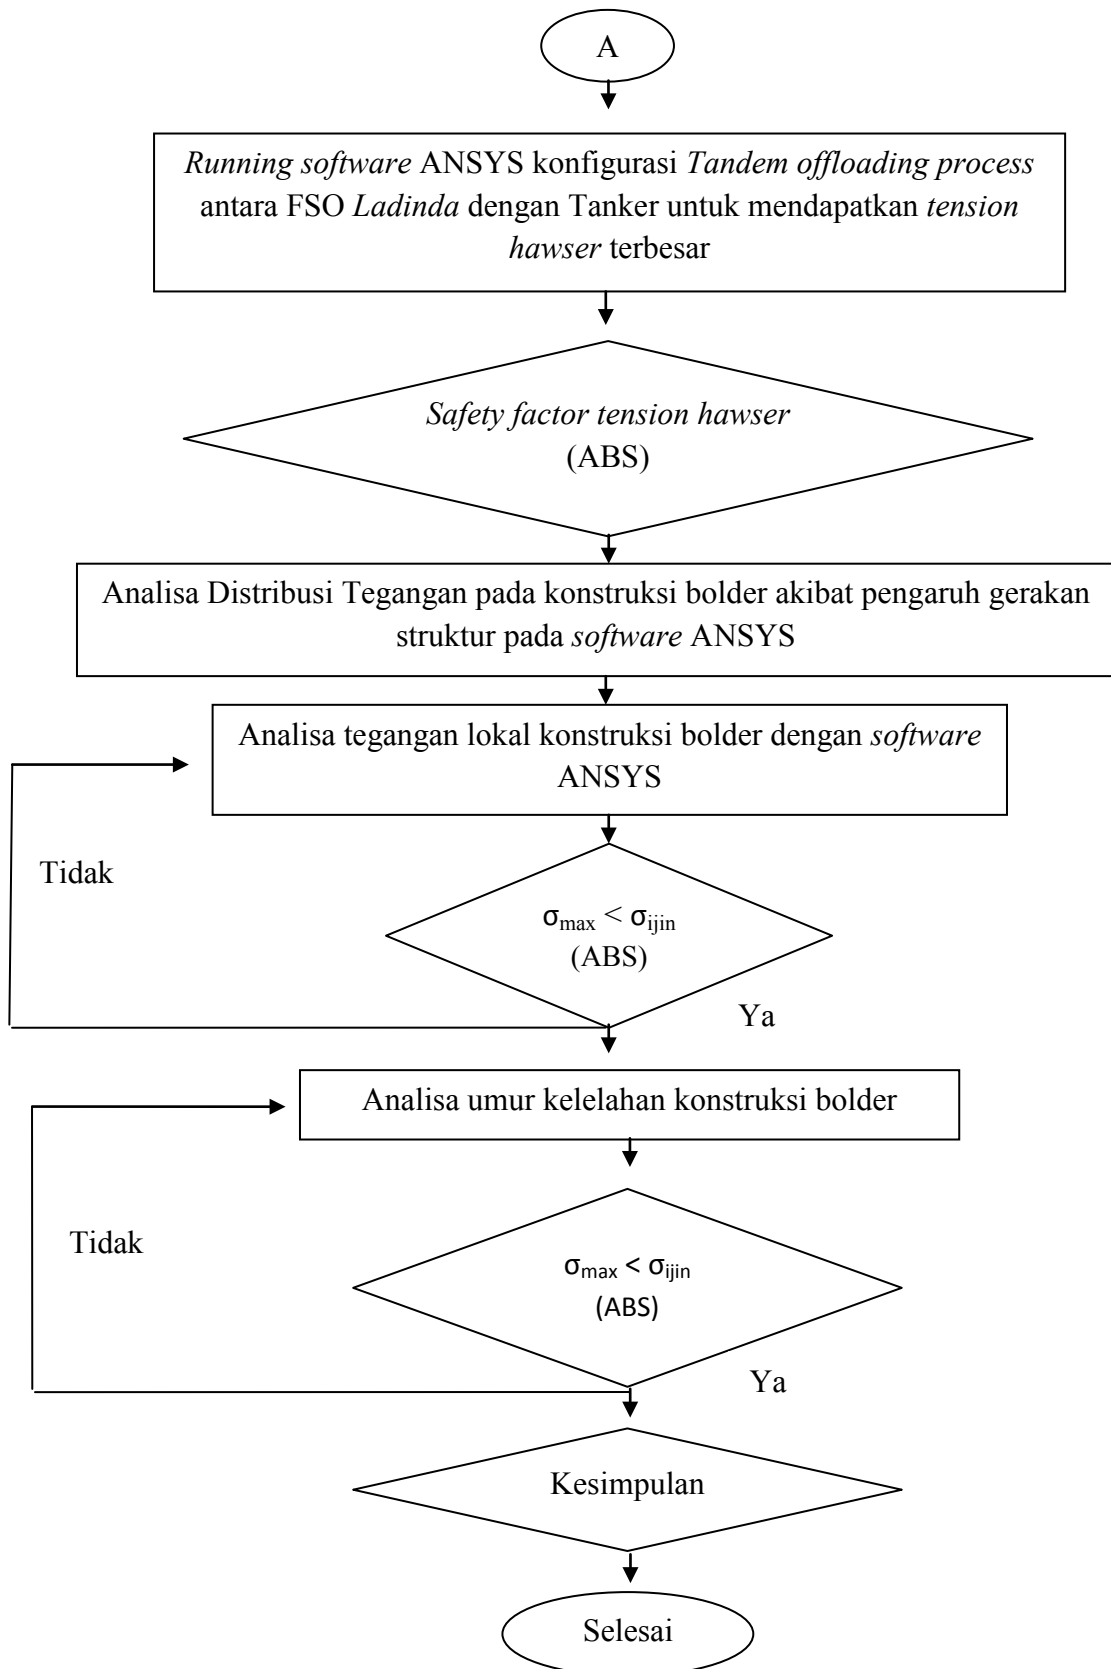 A
Running software ANSYS konfigurasi Tandem offloading process
antara FSO Ladinda dengan Tanker untuk mendapatkan tension
hawser terbesar
Safety factor tension hawser
(ABS)
Analisa Distribusi Tegangan pada konstruksi bolder akibat pengaruh gerakan
struktur pada software ANSYS
Analisa tegangan lokal konstruksi bolder dengan software
ANSYS
Tidak
σmax < σijin
(ABS)
Ya
Analisa umur kelelahan konstruksi bolder
Tidak
σmax < σijin
(ABS)
Ya
Kesimpulan
Selesai